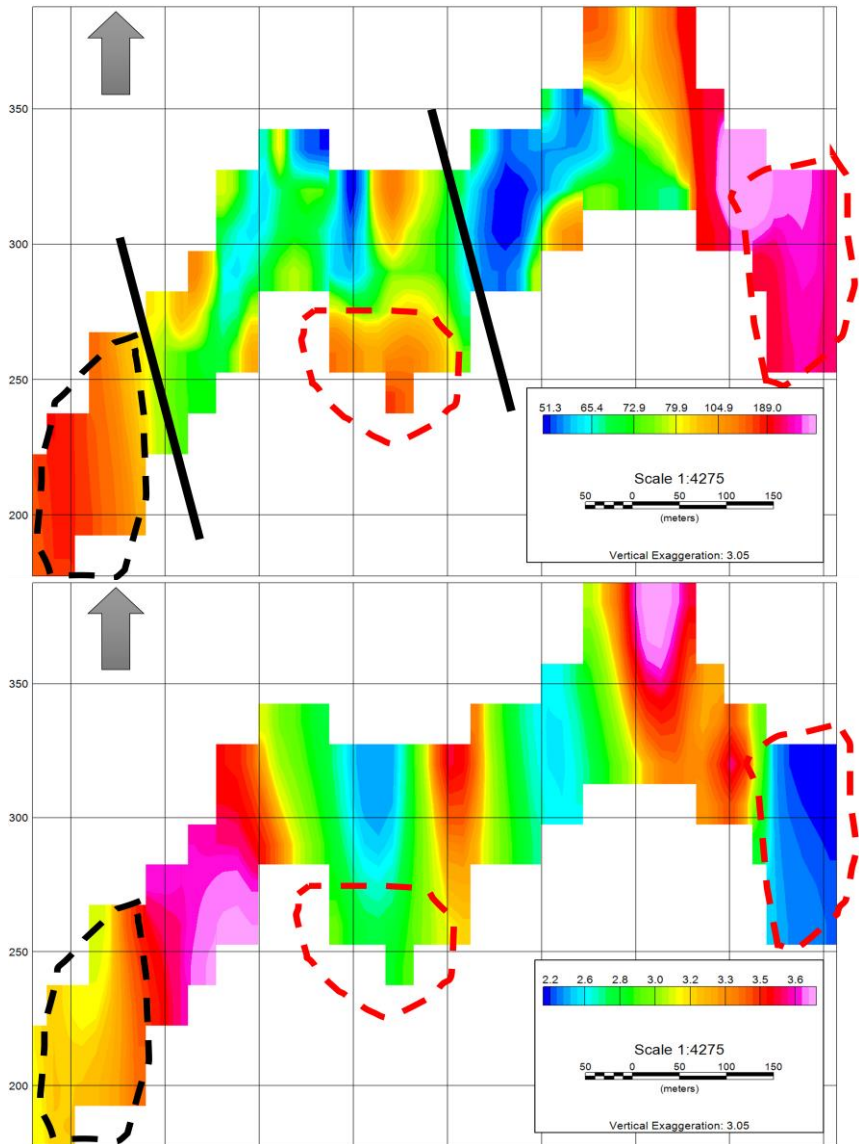 350
300
250
200
51.3 65.4 72.9 79.9 104.9 189.0
Scale 1:4275
50 0 50 100 150
(meters)
Vertical Exaggeration: 3.05
350
300
250
200
2.2 2.6 2.8 3.0 3.2 3.3 3.5 3.6
Scale 1:4275
50 0 50 100 150
(meters)
Vertical Exaggeration: 3.05